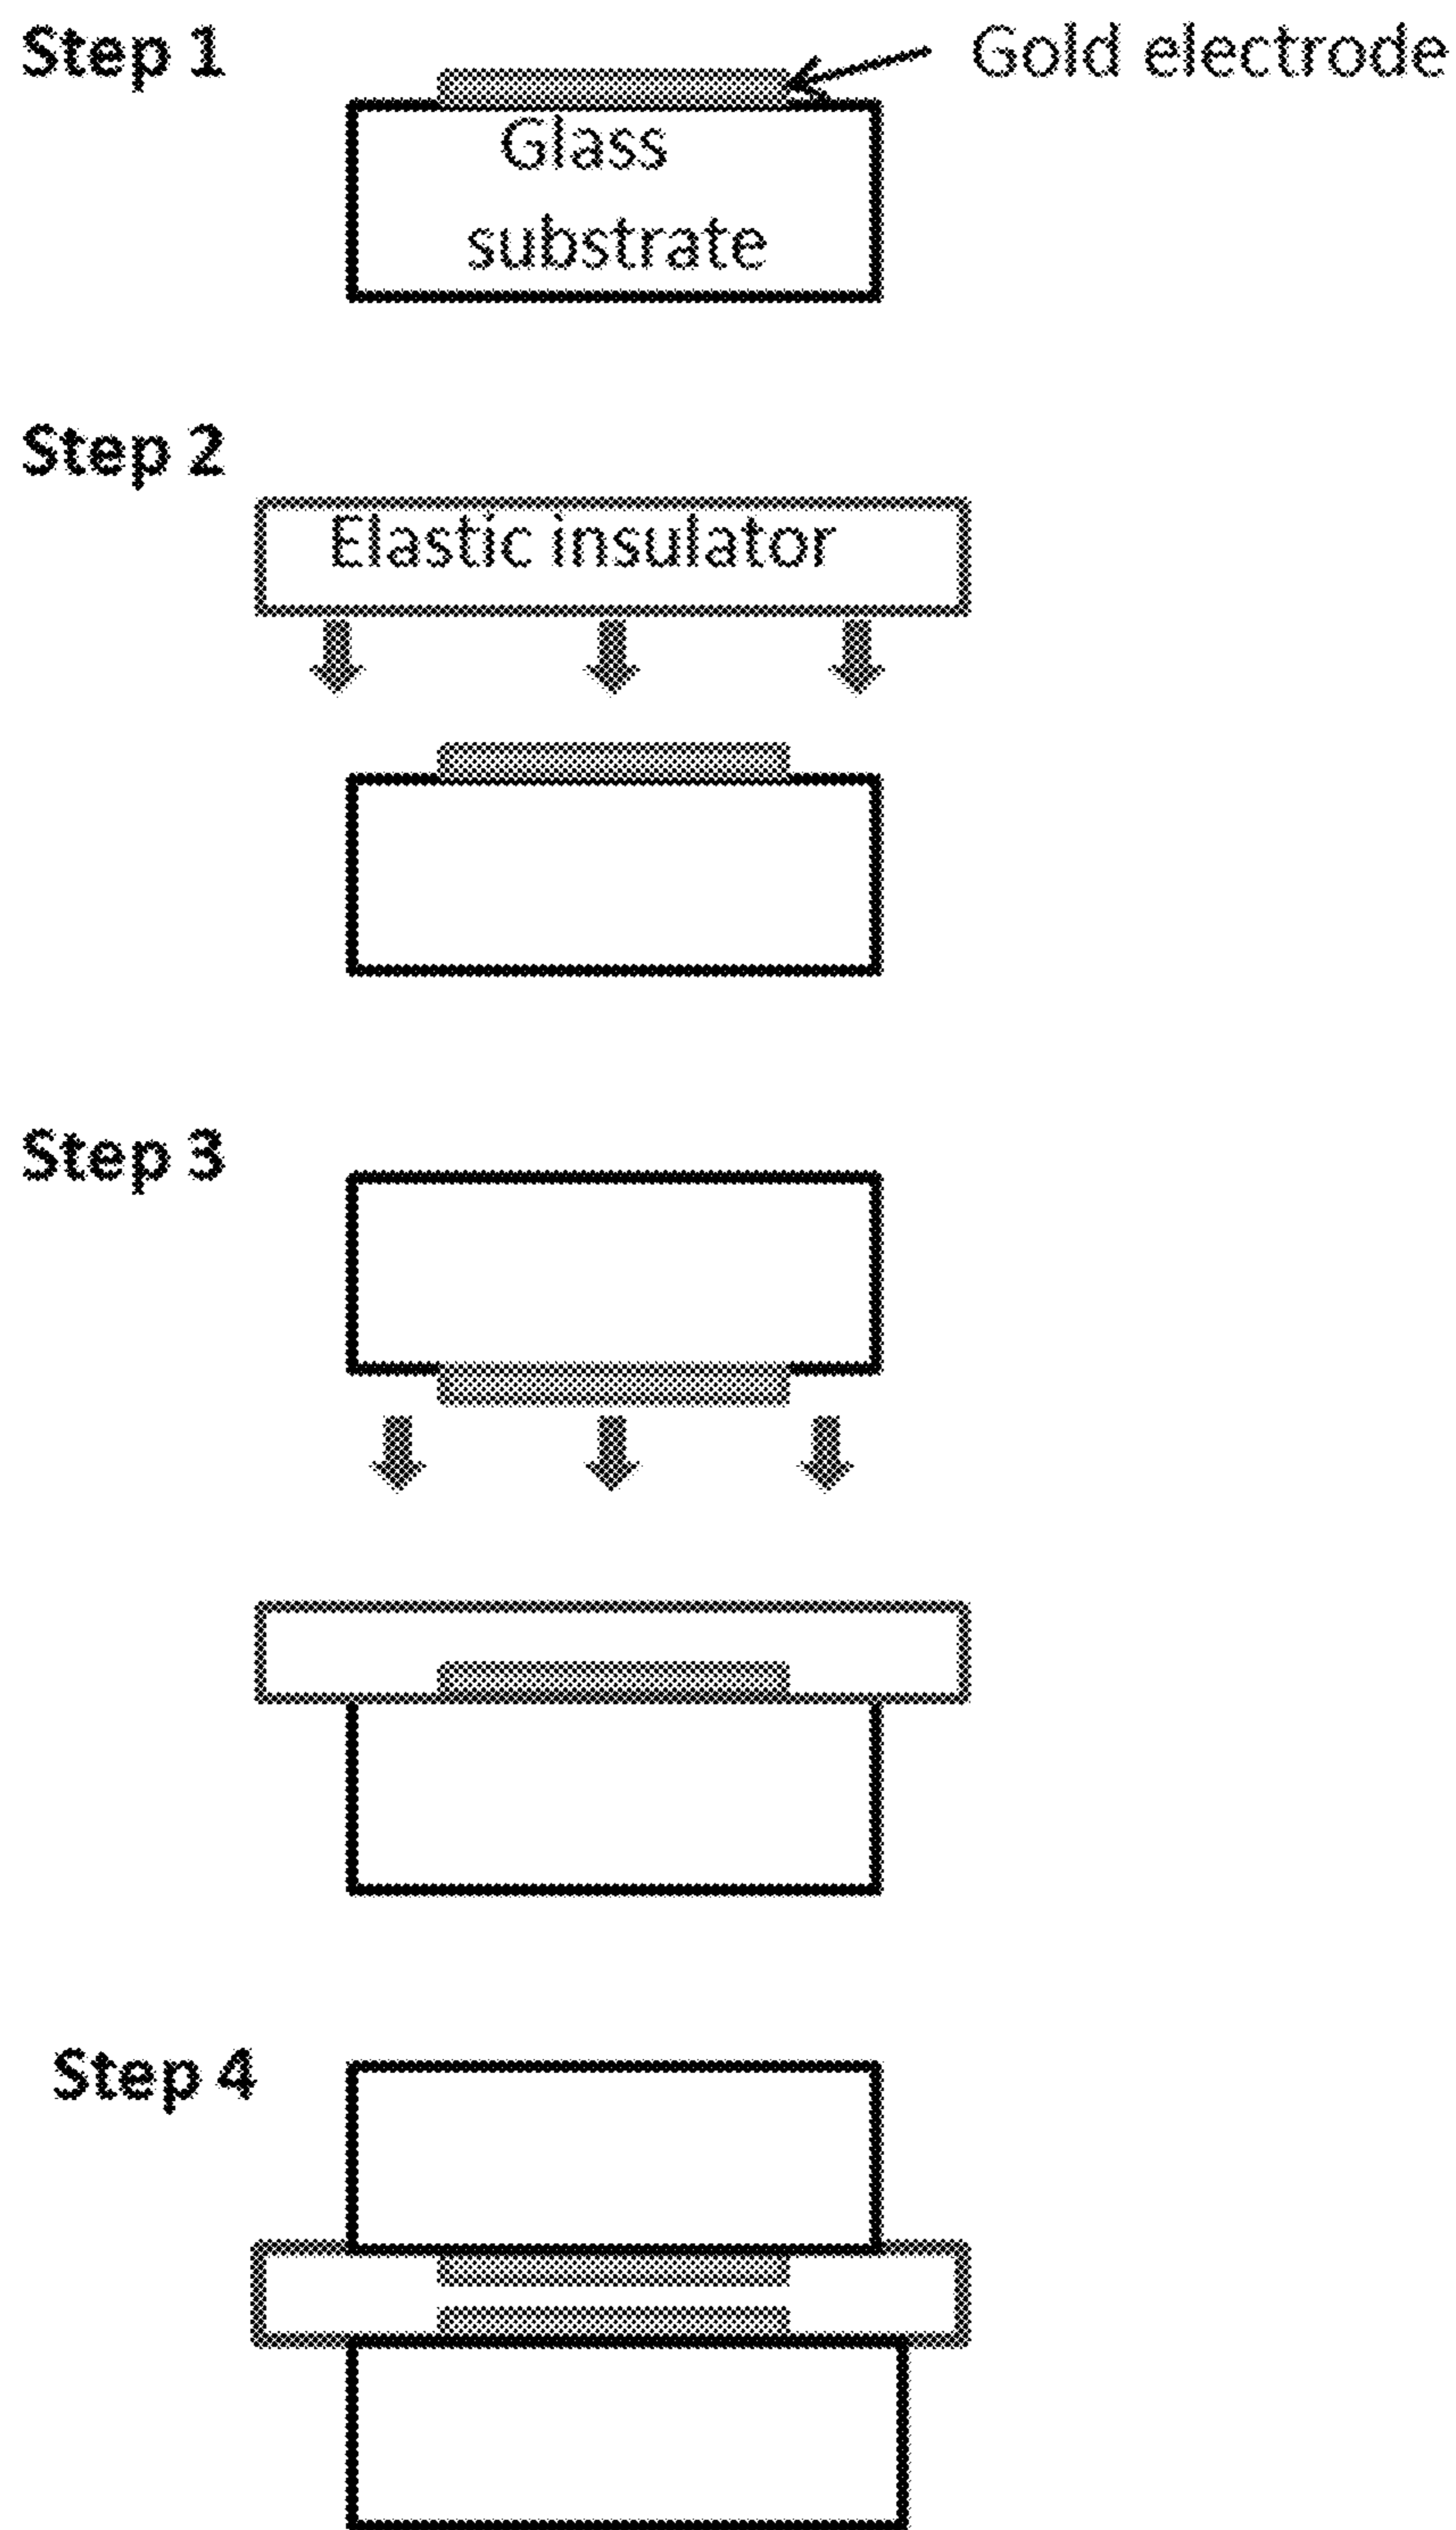 Step 1
Gold electrode
Glass
substrate
Step 2
Elastic insulator
Step 3
Step 4